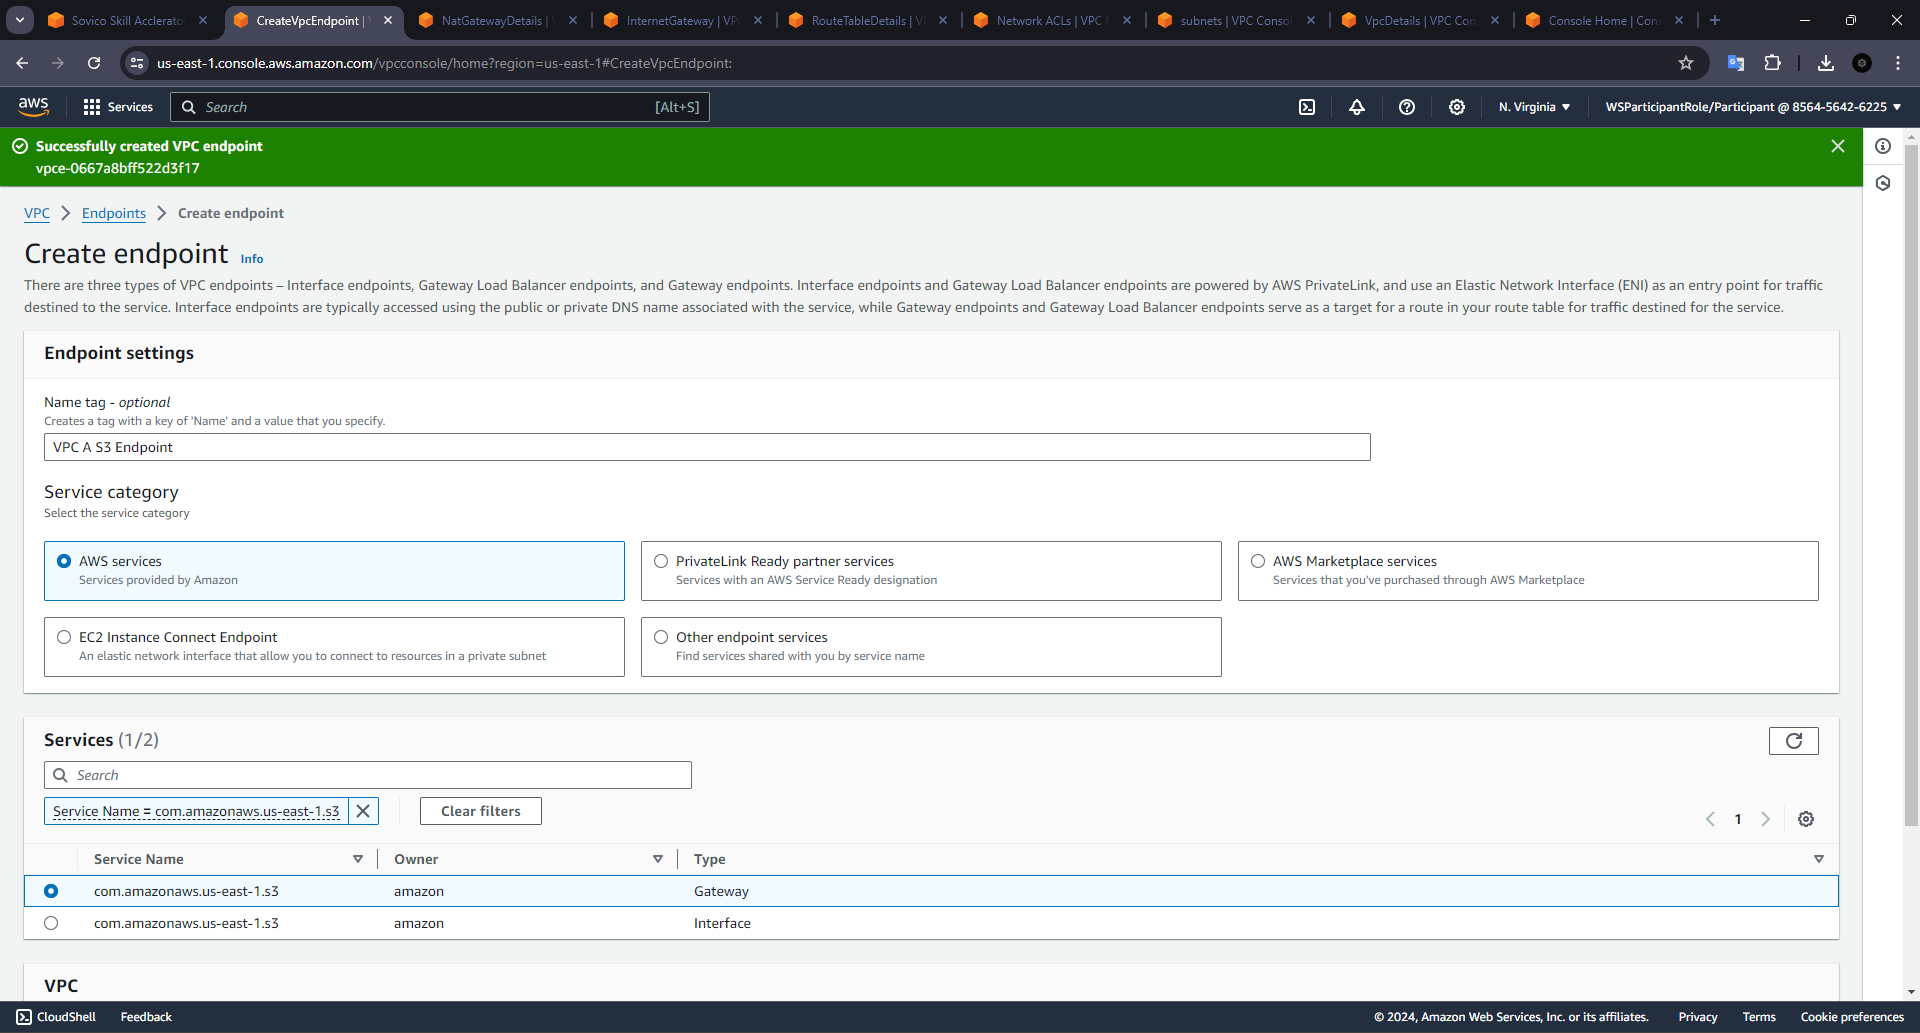 Sovico Skill Acclerato
CreateVpcEndpoint |
NatGatewayDetails |
InternetGateway | VP
RouteTableDetails | V
Network ACLs | VPC
subnets | VPC Conso
VpcDetails | VPC Con
Console Home | Con
us-east-1.console.aws.amazon.com/vpcconsole/home?region=us-east-1#CreateVpcEndpoint:
aws
Services
Search
[Alt+S]
N. Virginia
WSParticipantRole/Participant @ 8564-5642-6225
Successfully created VPC endpoint
vpce-0667a8bff522d3f17
VPC
Endpoints
Create endpoint
Create endpoint Info
There are three types of VPC endpoints – Interface endpoints, Gateway Load Balancer endpoints, and Gateway endpoints. Interface endpoints and Gateway Load Balancer endpoints are powered by AWS PrivateLink, and use an Elastic Network Interface (ENI) as an entry point for traffic
destined to the service. Interface endpoints are typically accessed using the public or private DNS name associated with the service, while Gateway endpoints and Gateway Load Balancer endpoints serve as a target for a route in your route table for traffic destined for the service.
Endpoint settings
Name tag - optional
Creates a tag with a key of 'Name' and a value that you specify.
VPC A S3 Endpoint
Service category
Select the service category
AWS services
Services provided by Amazon
PrivateLink Ready partner services
Services with an AWS Service Ready designation
AWS Marketplace services
Services that you've purchased through AWS Marketplace
EC2 Instance Connect Endpoint
An elastic network interface that allow you to connect to resources in a private subnet
Other endpoint services
Find services shared with you by service name
Services (1/2)
Search
Service Name = com.amazonaws.us-east-1.s3
Clear filters
1
Service Name
Owner
Type
com.amazonaws.us-east-1.s3
amazon
Gateway
com.amazonaws.us-east-1.s3
amazon
Interface
VPC
CloudShell
Feedback
© 2024, Amazon Web Services, Inc. or its affiliates.
Privacy
Terms
Cookie preferences